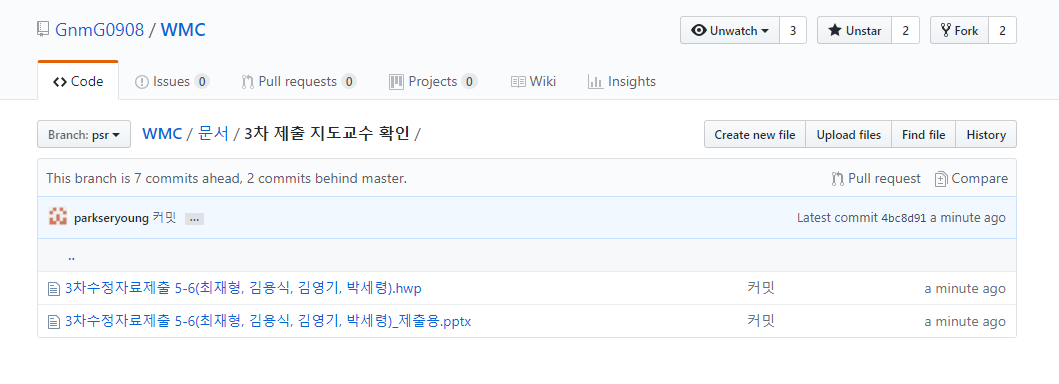 GnmG0908 / WMC Unwatch 3 Unstar 2 Fork 2
Code Issues 0 Pull requests 0 Projects 0 Wiki Insights
Branch: psr WMC / 문서 / 3차 제출 지도교수 확인 / Create new file Upload files Find file History
This branch is 7 commits ahead, 2 commits behind master. Pull request Compare
parkseryoung 커밋 ... Latest commit 4bc8d91 a minute ago
..
3차수정자료제출 5-6(최재형, 김용식, 김영기, 박세령).hwp 커밋 a minute ago
3차수정자료제출 5-6(최재형, 김용식, 김영기, 박세령)_제출용.pptx 커밋 a minute ago